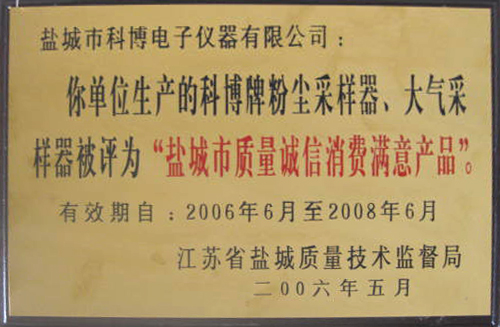 盐城市科博电子仪器有限公司：
你单位生产的科博牌粉尘采样器、大气采
样器被评为“盐城市质量诚信消费满意产品”。
有效期自：2006年6月至2008年6月
江苏省盐城质量技术监督局
二00六年五月